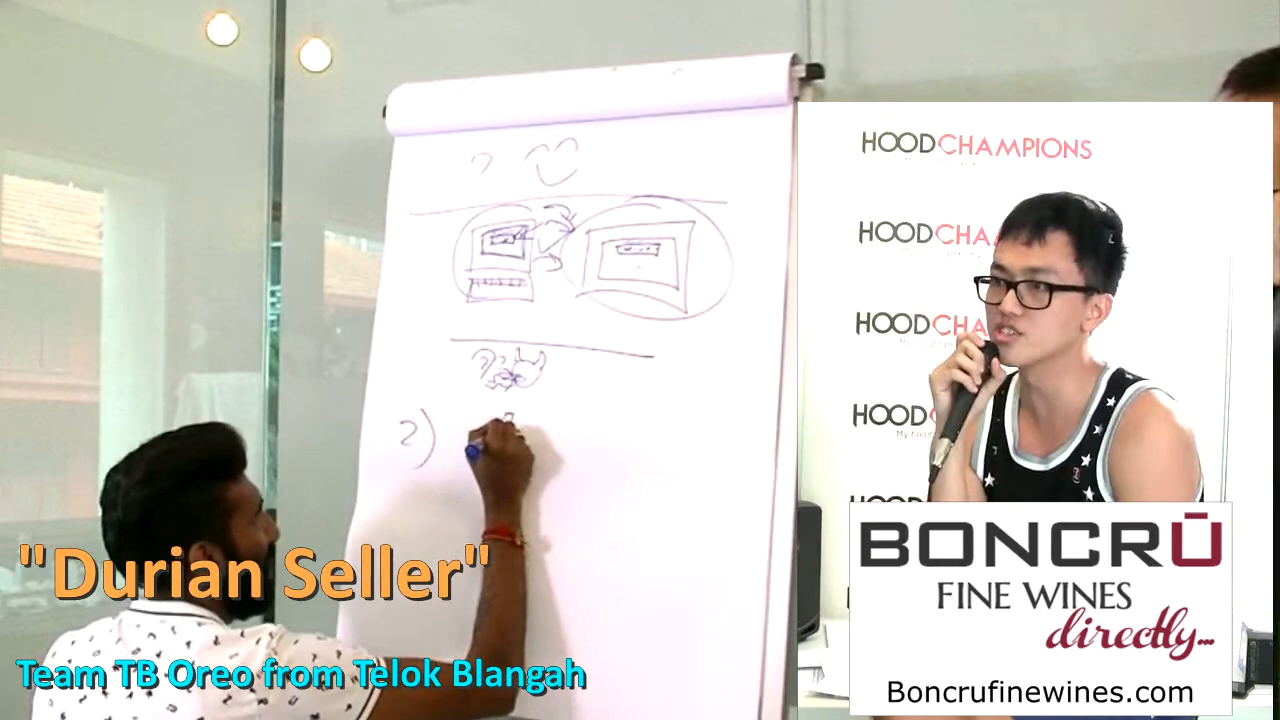 HOODCHAMPIONS
HOODCHA
HOODCHA
HOOD
2)
"Durian Seller"
Team TB Oreo from Telok Blangah
BONCRŪ
FINE WINES
directly...
Boncrufinewines.com